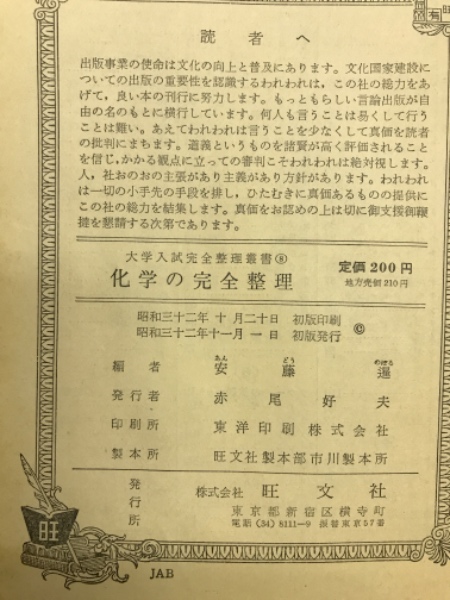 読者へ
出版事業の使命は文化の向上と普及にあります。文化国家建設に
ついての出版の重要性を認識するわれわれは，この社の総力をあ
げて，良い本の刊行に努力します。もっともらしい言論出版が自
由の名のもとに横行しています。何人も言うことは易くして行う
ことは難い。あえてわれわれは言うことを少なくして真価を読者
の批判にまちます。道義というものを諸賢が高く評価されること
を信じ，かかる観点に立っての審判こそわれわれは絶対視します。
人，社おのおの主張があり主義があり方針があります。われわれ
は一切の小手先の手段を排し，ひたむきに真価あるものの提供に
この社の総力を結集します。真価をお認めの上は切に御支援御鞭
撻を懇請する次第であります。
大学入試完全整理叢書⑧
化学の完全整理
定価200円
地方売価210円
昭和三十二年十月二十日 初版印刷
昭和三十二年十一月一日 初版発行
©
あん どう
編者 安藤暹
発行者 赤尾好夫
印刷所 東洋印刷株式会社
製本所 旺文社製本部市川製本所
発行所
株式会社 旺文社
東京都新宿区横寺町
電話(34)8111-9 振替東京57番
旺
JAB